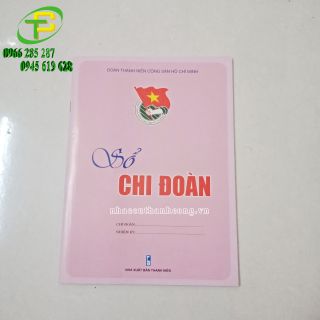 0966 285 287
0945 619 628
ĐOÀN THANH NIÊN CỘNG SẢN HỒ CHÍ MINH
Sổ
CHI ĐOÀN
nhacuuthanhcong.vn
CHI ĐOÀN:
NHIỆM KỲ:
NHÀ XUẤT BẢN THANH NIÊN